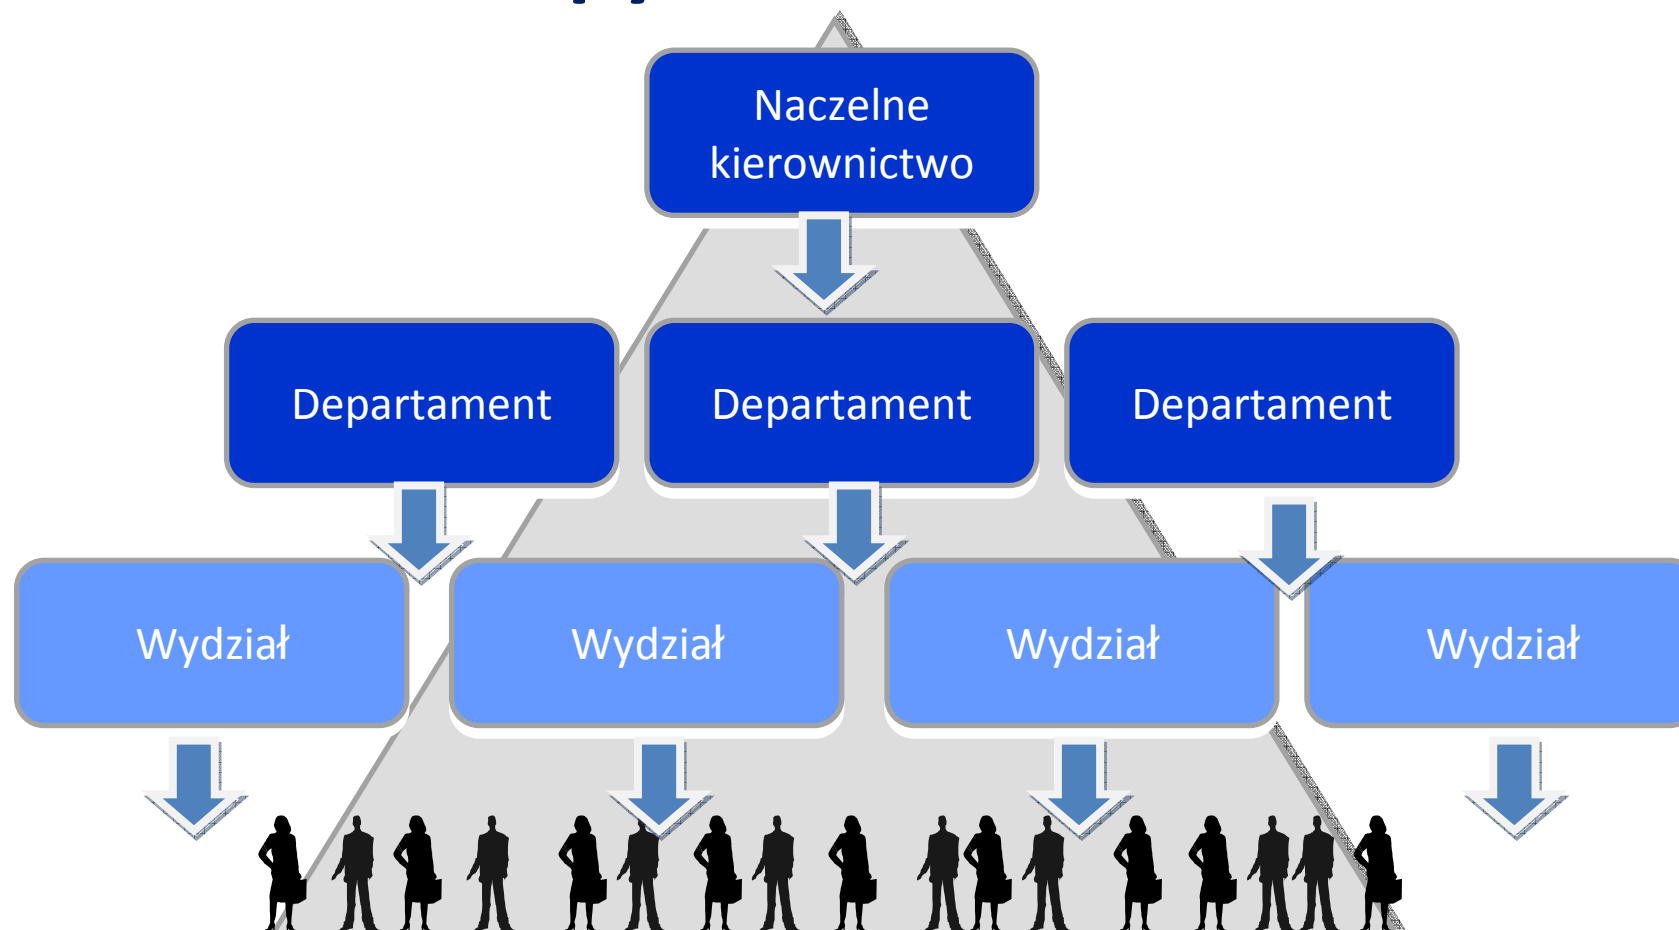 Naczelne
kierownictwo
Departament Departament Departament
Wydział Wydział Wydział Wydział